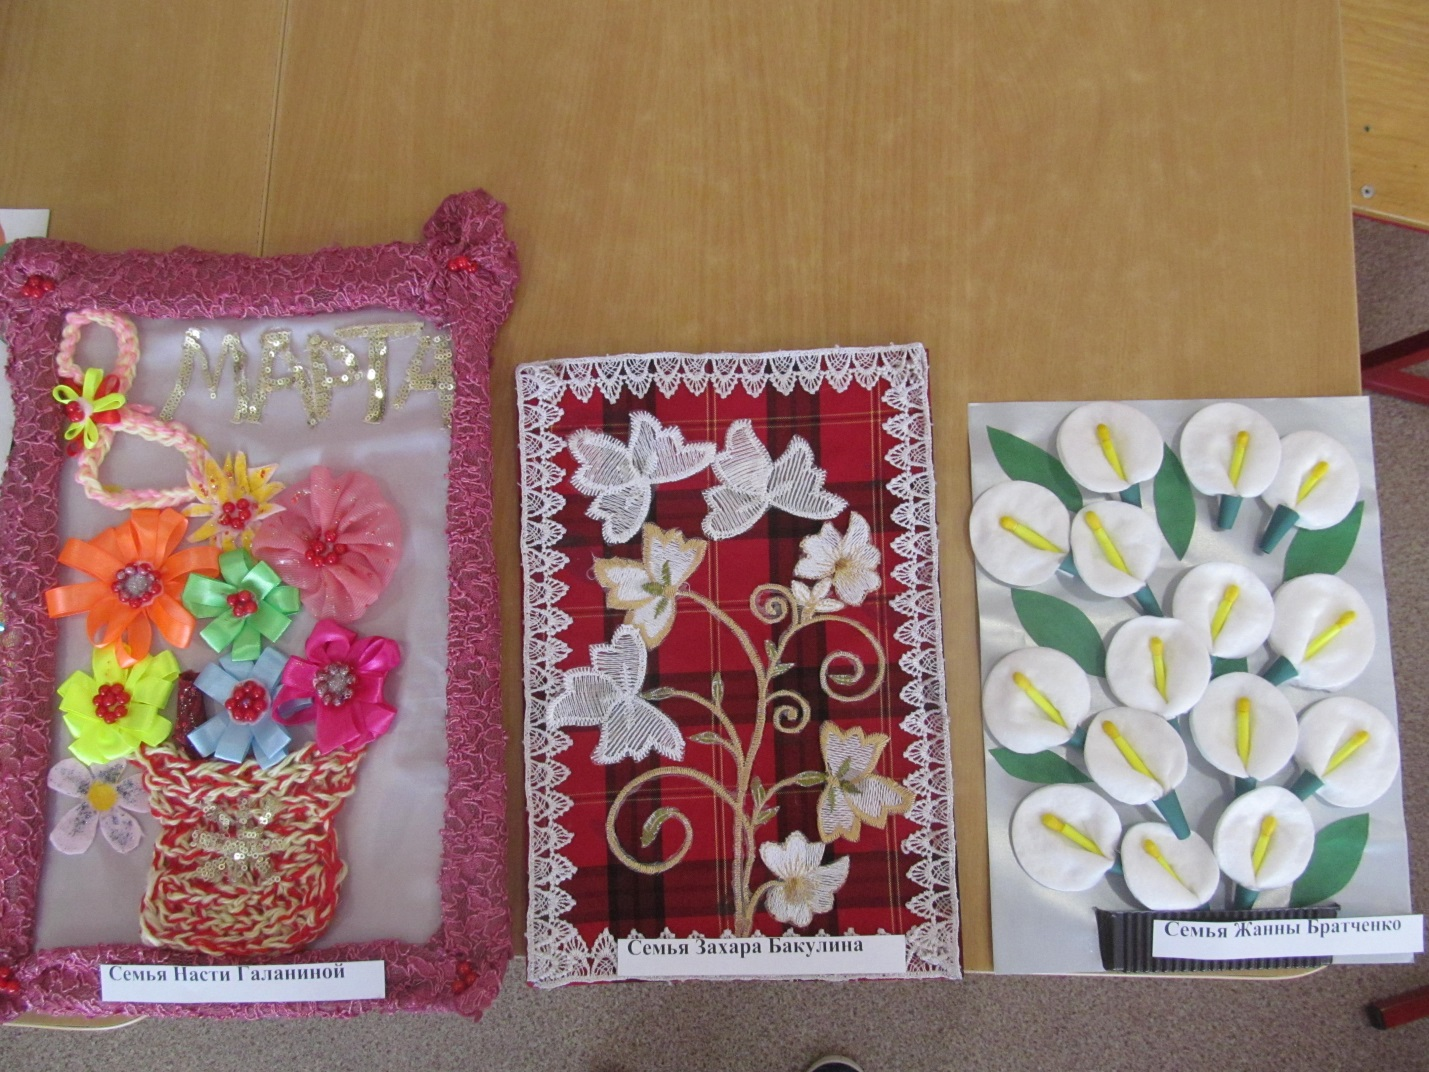 8 МАРТА
Семья Насти Галаниной
Семья Захара Бакулина
Семья Жанны Братченко